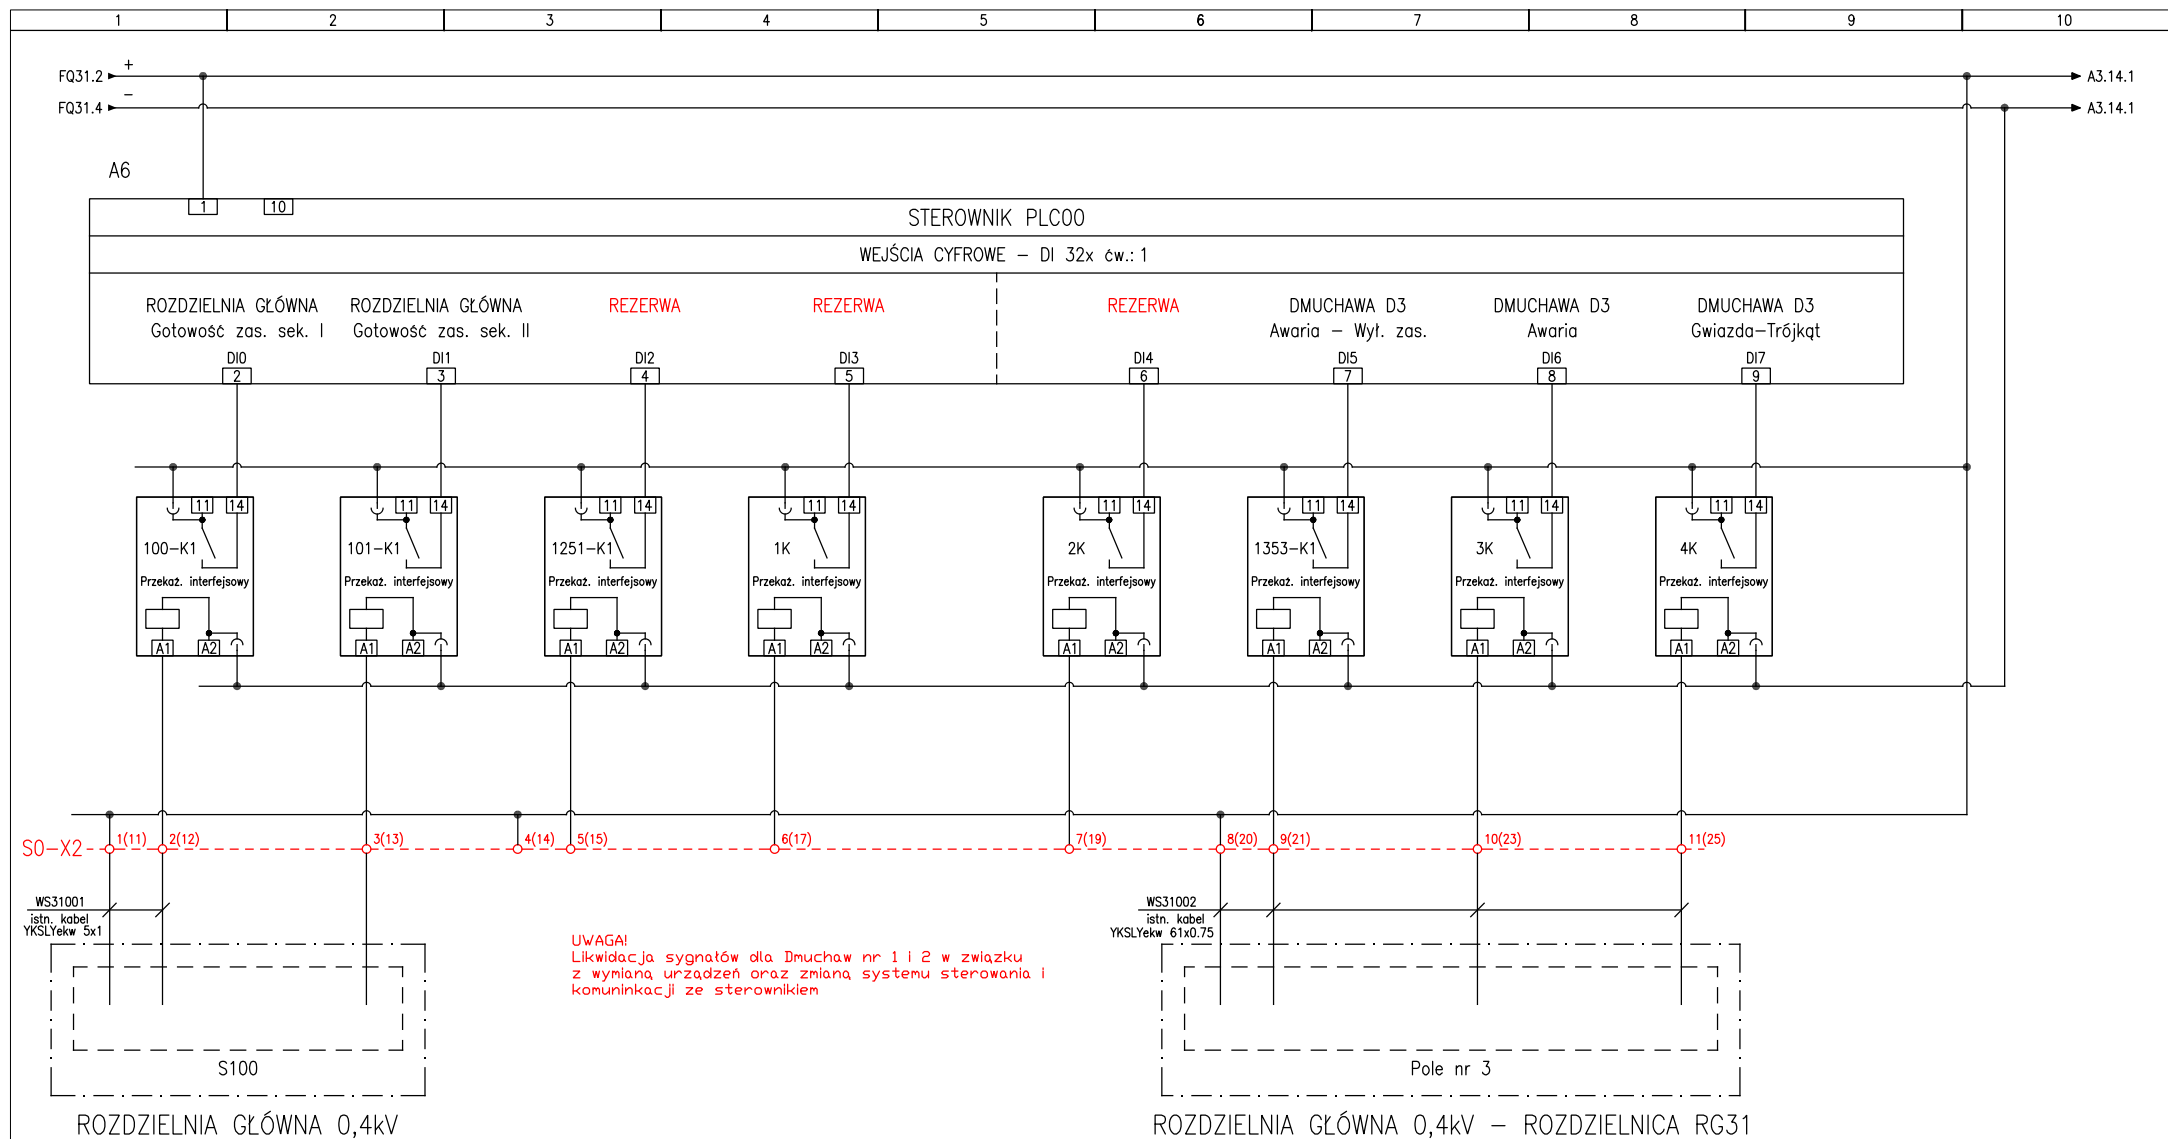 1 2 3 4 5 6 7 8 9 10
FQ31.2 + A3.14.1
FQ31.4 – A3.14.1
A6
1 10
STEROWNIK PLC00
WEJŚCIA CYFROWE – DI 32x ćw.: 1
ROZDZIELNIA GŁÓWNA ROZDZIELNIA GŁÓWNA REZERWA REZERWA REZERWA DMUCHAWA D3 DMUCHAWA D3 DMUCHAWA D3
Gotowość zas. sek. I Gotowość zas. sek. II Awaria – Wył. zas. Awaria Gwiazda–Trójkąt
DI0 DI1 DI2 DI3 DI4 DI5 DI6 DI7
2 3 4 5 6 7 8 9
11 14 11 14 11 14 11 14 11 14 11 14 11 14 11 14
100–K1 101–K1 1251–K1 1K 2K 1353–K1 3K 4K
Przekaź. interfejsowy Przekaź. interfejsowy Przekaź. interfejsowy Przekaź. interfejsowy Przekaź. interfejsowy Przekaź. interfejsowy Przekaź. interfejsowy Przekaź. interfejsowy
A1 A2 A1 A2 A1 A2 A1 A2 A1 A2 A1 A2 A1 A2 A1 A2
S0–X2 1(11) 2(12) 3(13) 4(14) 5(15) 6(17) 7(19) 8(20) 9(21) 10(23) 11(25)
WS31001
istn. kabel
YKSLYekw 5x1
WS31002
istn. kabel
YKSLYekw 61x0.75
UWAGA!
Likwidacja sygnałów dla Dmuchaw nr 1 i 2 w związku
z wymianą urządzeń oraz zmianą systemu sterowania i
komuninkacji ze sterownikiem
S100
Pole nr 3
ROZDZIELNIA GŁÓWNA 0,4kV
ROZDZIELNIA GŁÓWNA 0,4kV – ROZDZIELNICA RG31